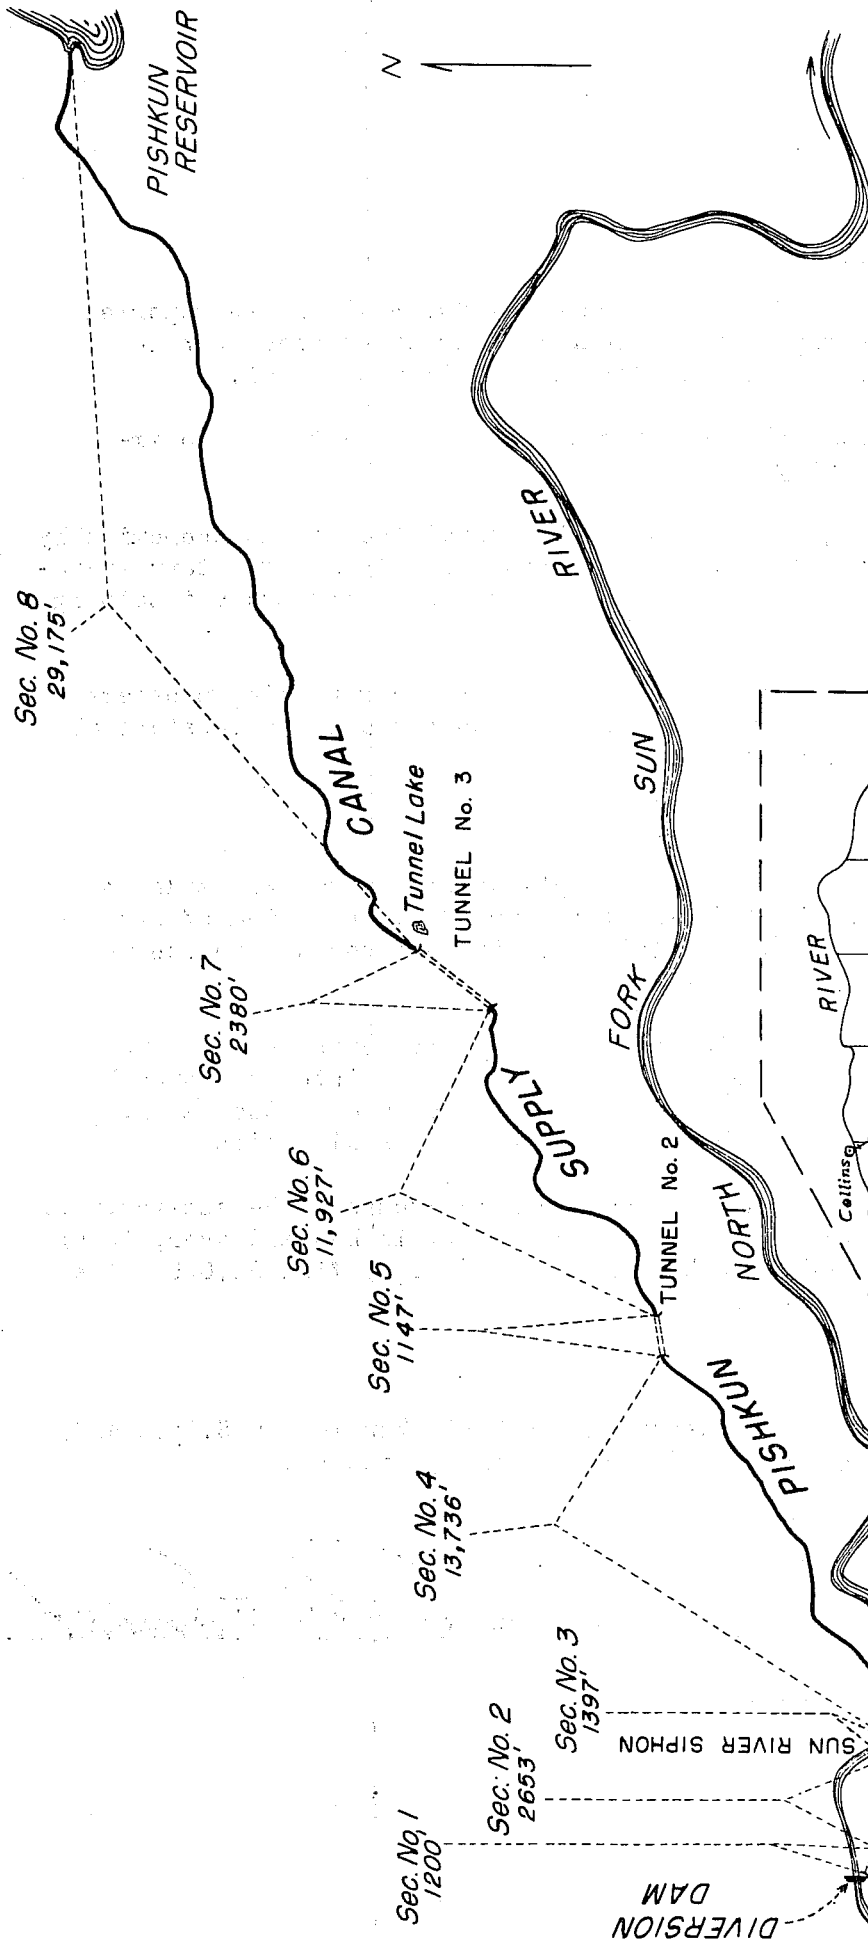 PISHKUN
RESERVOIR
N
Sec. No. 8
29,175'
CANAL
Tunnel Lake
TUNNEL No. 3
Sec. No. 7
2380'
RIVER
SUN
FORK
NORTH
RIVER
Collins
SUPPLY
Sec. No. 6
11,927'
TUNNEL No. 2
Sec. No. 5
1147'
PISHKUN
Sec. No. 4
13,736'
Sec. No. 3
1397'
SUN RIVER SIPHON
Sec. No. 2
2653'
Sec. No. 1
1200'
DIVERSION
DAM